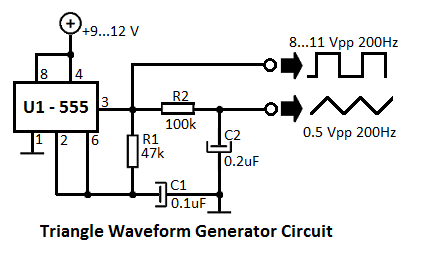 +
+9...12 V
8...11 Vpp 200Hz
8
4
U1 - 555
3
R2
100k
0.5 Vpp 200Hz
1
2
6
R1
47k
C2
0.2uF
C1
0.1uF
Triangle Waveform Generator Circuit